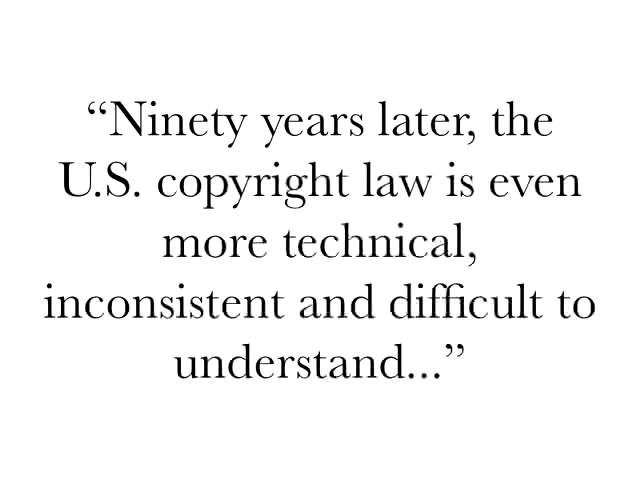 “Ninety years later, the
U.S. copyright law is even
more technical,
inconsistent and difficult to
understand...”